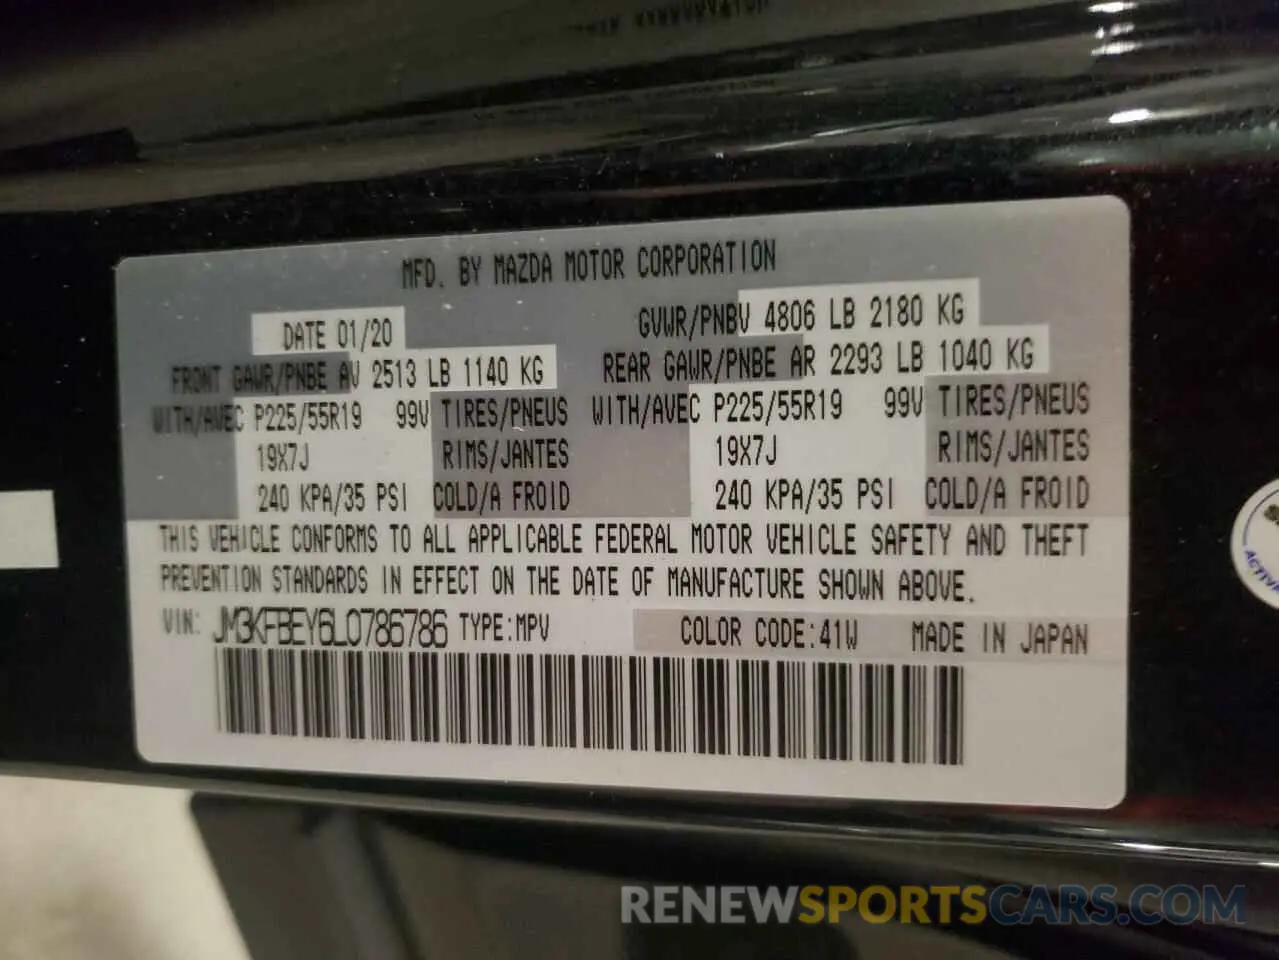 MFD. BY MAZDA MOTOR CORPORATION
DATE 01/20 GVWR/PNBV 4806 LB 2180 KG
FRONT GAWR/PNBE AV 2513 LB 1140 KG REAR GAWR/PNBE AR 2293 LB 1040 KG
WITH/AVEC P225/55R19 99V TIRES/PNEUS WITH/AVEC P225/55R19 99V TIRES/PNEUS
19X7J RIMS/JANTES 19X7J RIMS/JANTES
240 KPA/35 PSI COLD/A FROID 240 KPA/35 PSI COLD/A FROID
THIS VEHICLE CONFORMS TO ALL APPLICABLE FEDERAL MOTOR VEHICLE SAFETY AND THEFT
PREVENTION STANDARDS IN EFFECT ON THE DATE OF MANUFACTURE SHOWN ABOVE.
VIN: JM3KFBEY6L0786786 TYPE:MPV COLOR CODE:41W MADE IN JAPAN
RENEWSPORTSCARS.COM